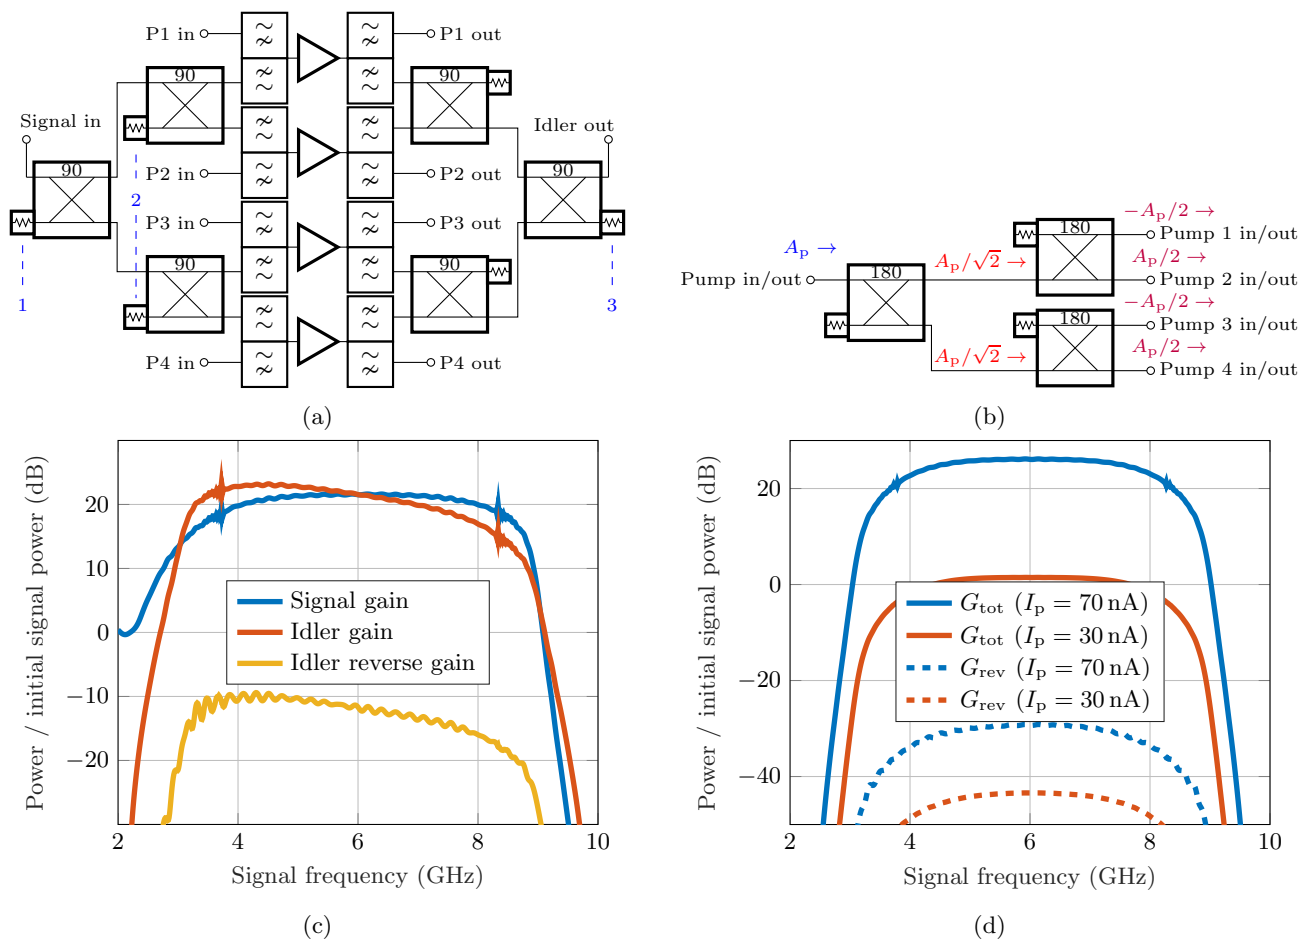 P1 in
P1 out
90
90
Signal in
Idler out
90
90
P2 in
P2 out
2
P3 in
P3 out
90
90
1
3
P4 in
P4 out
(a)
−A_p/2 →
180
Pump 1 in/out
A_p →
A_p/√2 →
A_p/2 →
Pump in/out
180
Pump 2 in/out
−A_p/2 →
180
Pump 3 in/out
A_p/√2 →
A_p/2 →
Pump 4 in/out
(b)
Power / initial signal power (dB)
20
10
0
−10
−20
Signal gain
Idler gain
Idler reverse gain
2 4 6 8 10
Signal frequency (GHz)
(c)
Power / initial signal power (dB)
20
0
−20
−40
G_tot (I_p = 70 nA)
G_tot (I_p = 30 nA)
G_rev (I_p = 70 nA)
G_rev (I_p = 30 nA)
2 4 6 8 10
Signal frequency (GHz)
(d)